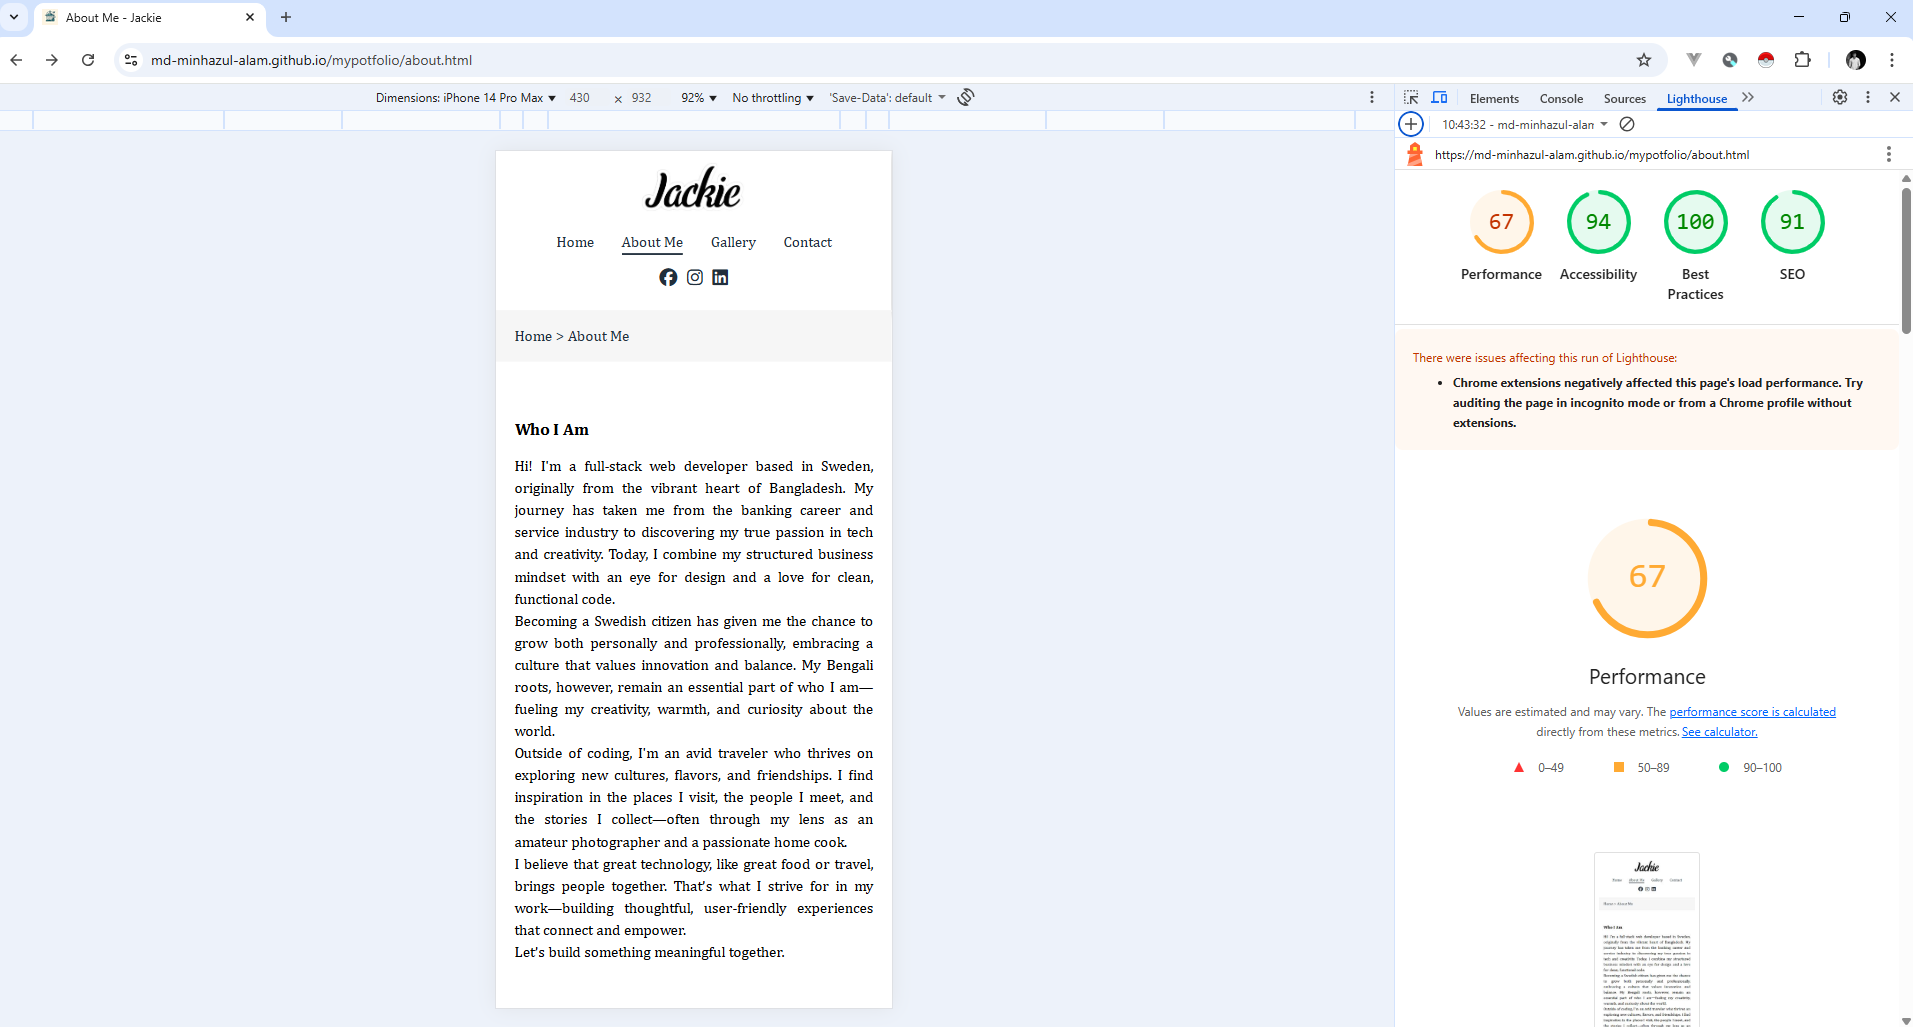 About Me - Jackie
md-minhazul-alam.github.io/mypotfolio/about.html
Dimensions: iPhone 14 Pro Max 430 × 932 92% No throttling 'Save-Data': default
Jackie
Home About Me Gallery Contact
Home > About Me
Who I Am
Hi! I'm a full-stack web developer based in Sweden,
originally from the vibrant heart of Bangladesh. My
journey has taken me from the banking career and
service industry to discovering my true passion in tech
and creativity. Today, I combine my structured business
mindset with an eye for design and a love for clean,
functional code.
Becoming a Swedish citizen has given me the chance to
grow both personally and professionally, embracing a
culture that values innovation and balance. My Bengali
roots, however, remain an essential part of who I am—
fueling my creativity, warmth, and curiosity about the
world.
Outside of coding, I'm an avid traveler who thrives on
exploring new cultures, flavors, and friendships. I find
inspiration in the places I visit, the people I meet, and
the stories I collect—often through my lens as an
amateur photographer and a passionate home cook.
I believe that great technology, like great food or travel,
brings people together. That's what I strive for in my
work—building thoughtful, user-friendly experiences
that connect and empower.
Let's build something meaningful together.
Elements Console Sources Lighthouse
10:43:32 - md-minhazul-alan
https://md-minhazul-alam.github.io/mypotfolio/about.html
67 94 100 91
Performance Accessibility Best Practices SEO
There were issues affecting this run of Lighthouse:
• Chrome extensions negatively affected this page's load performance. Try
auditing the page in incognito mode or from a Chrome profile without
extensions.
67
Performance
Values are estimated and may vary. The performance score is calculated
directly from these metrics. See calculator.
0–49 50–89 90–100
Jackie
Home About Me Gallery Contact
Home > About Me
Who I Am